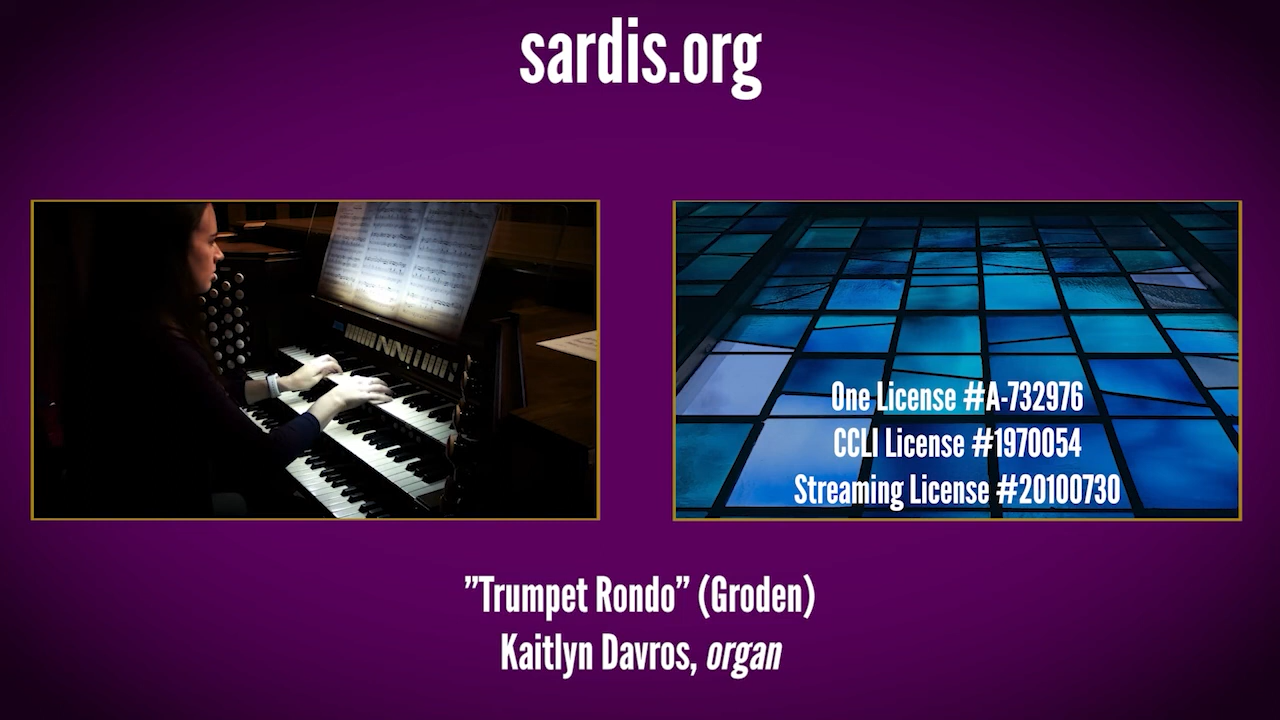 sardis.org
One License #A-732976
CCLI License #1970054
Streaming License #20100730
”Trumpet Rondo” (Groden)
Kaitlyn Davros, organ